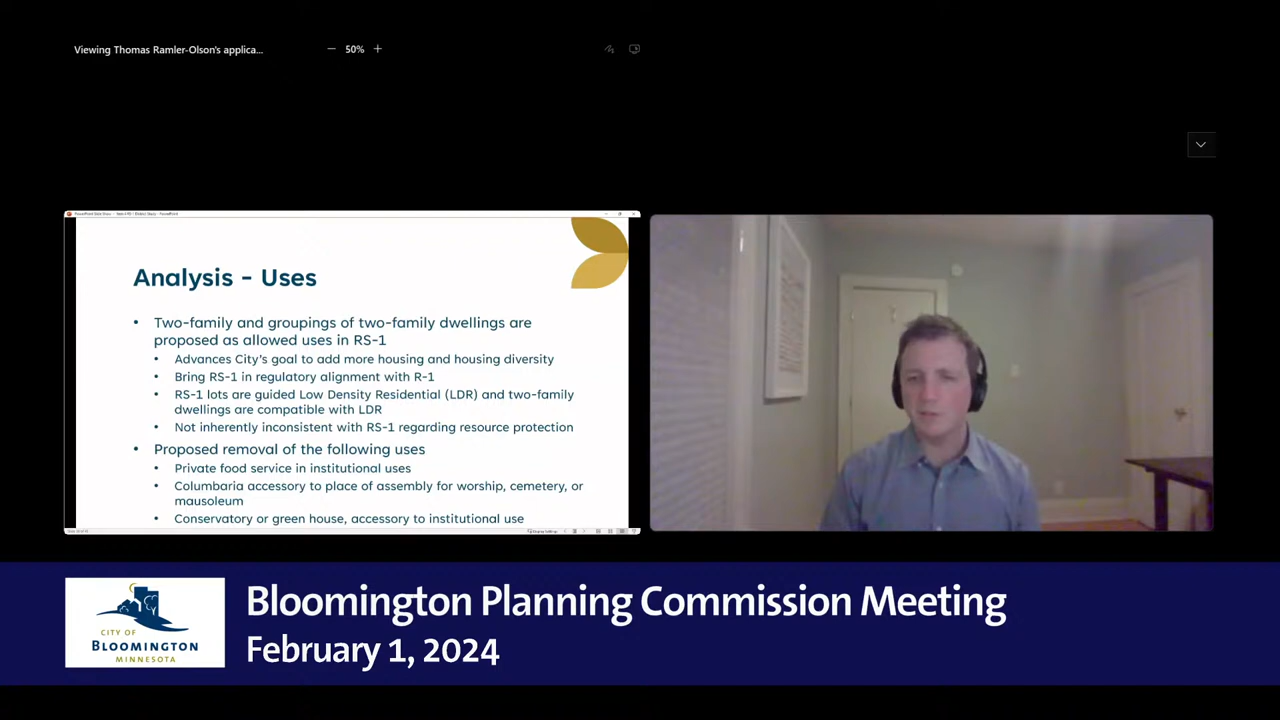 Viewing Thomas Ramler-Olson's applica...
50%
Analysis - Uses
• Two-family and groupings of two-family dwellings are
proposed as allowed uses in RS-1
• Advances City's goal to add more housing and housing diversity
• Bring RS-1 in regulatory alignment with R-1
• RS-1 lots are guided Low Density Residential (LDR) and two-family
dwellings are compatible with LDR
• Not inherently inconsistent with RS-1 regarding resource protection
• Proposed removal of the following uses
• Private food service in institutional uses
• Columbaria accessory to place of assembly for worship, cemetery, or
mausoleum
• Conservatory or green house, accessory to institutional use
CITY OF
BLOOMINGTON
MINNESOTA
Bloomington Planning Commission Meeting
February 1, 2024